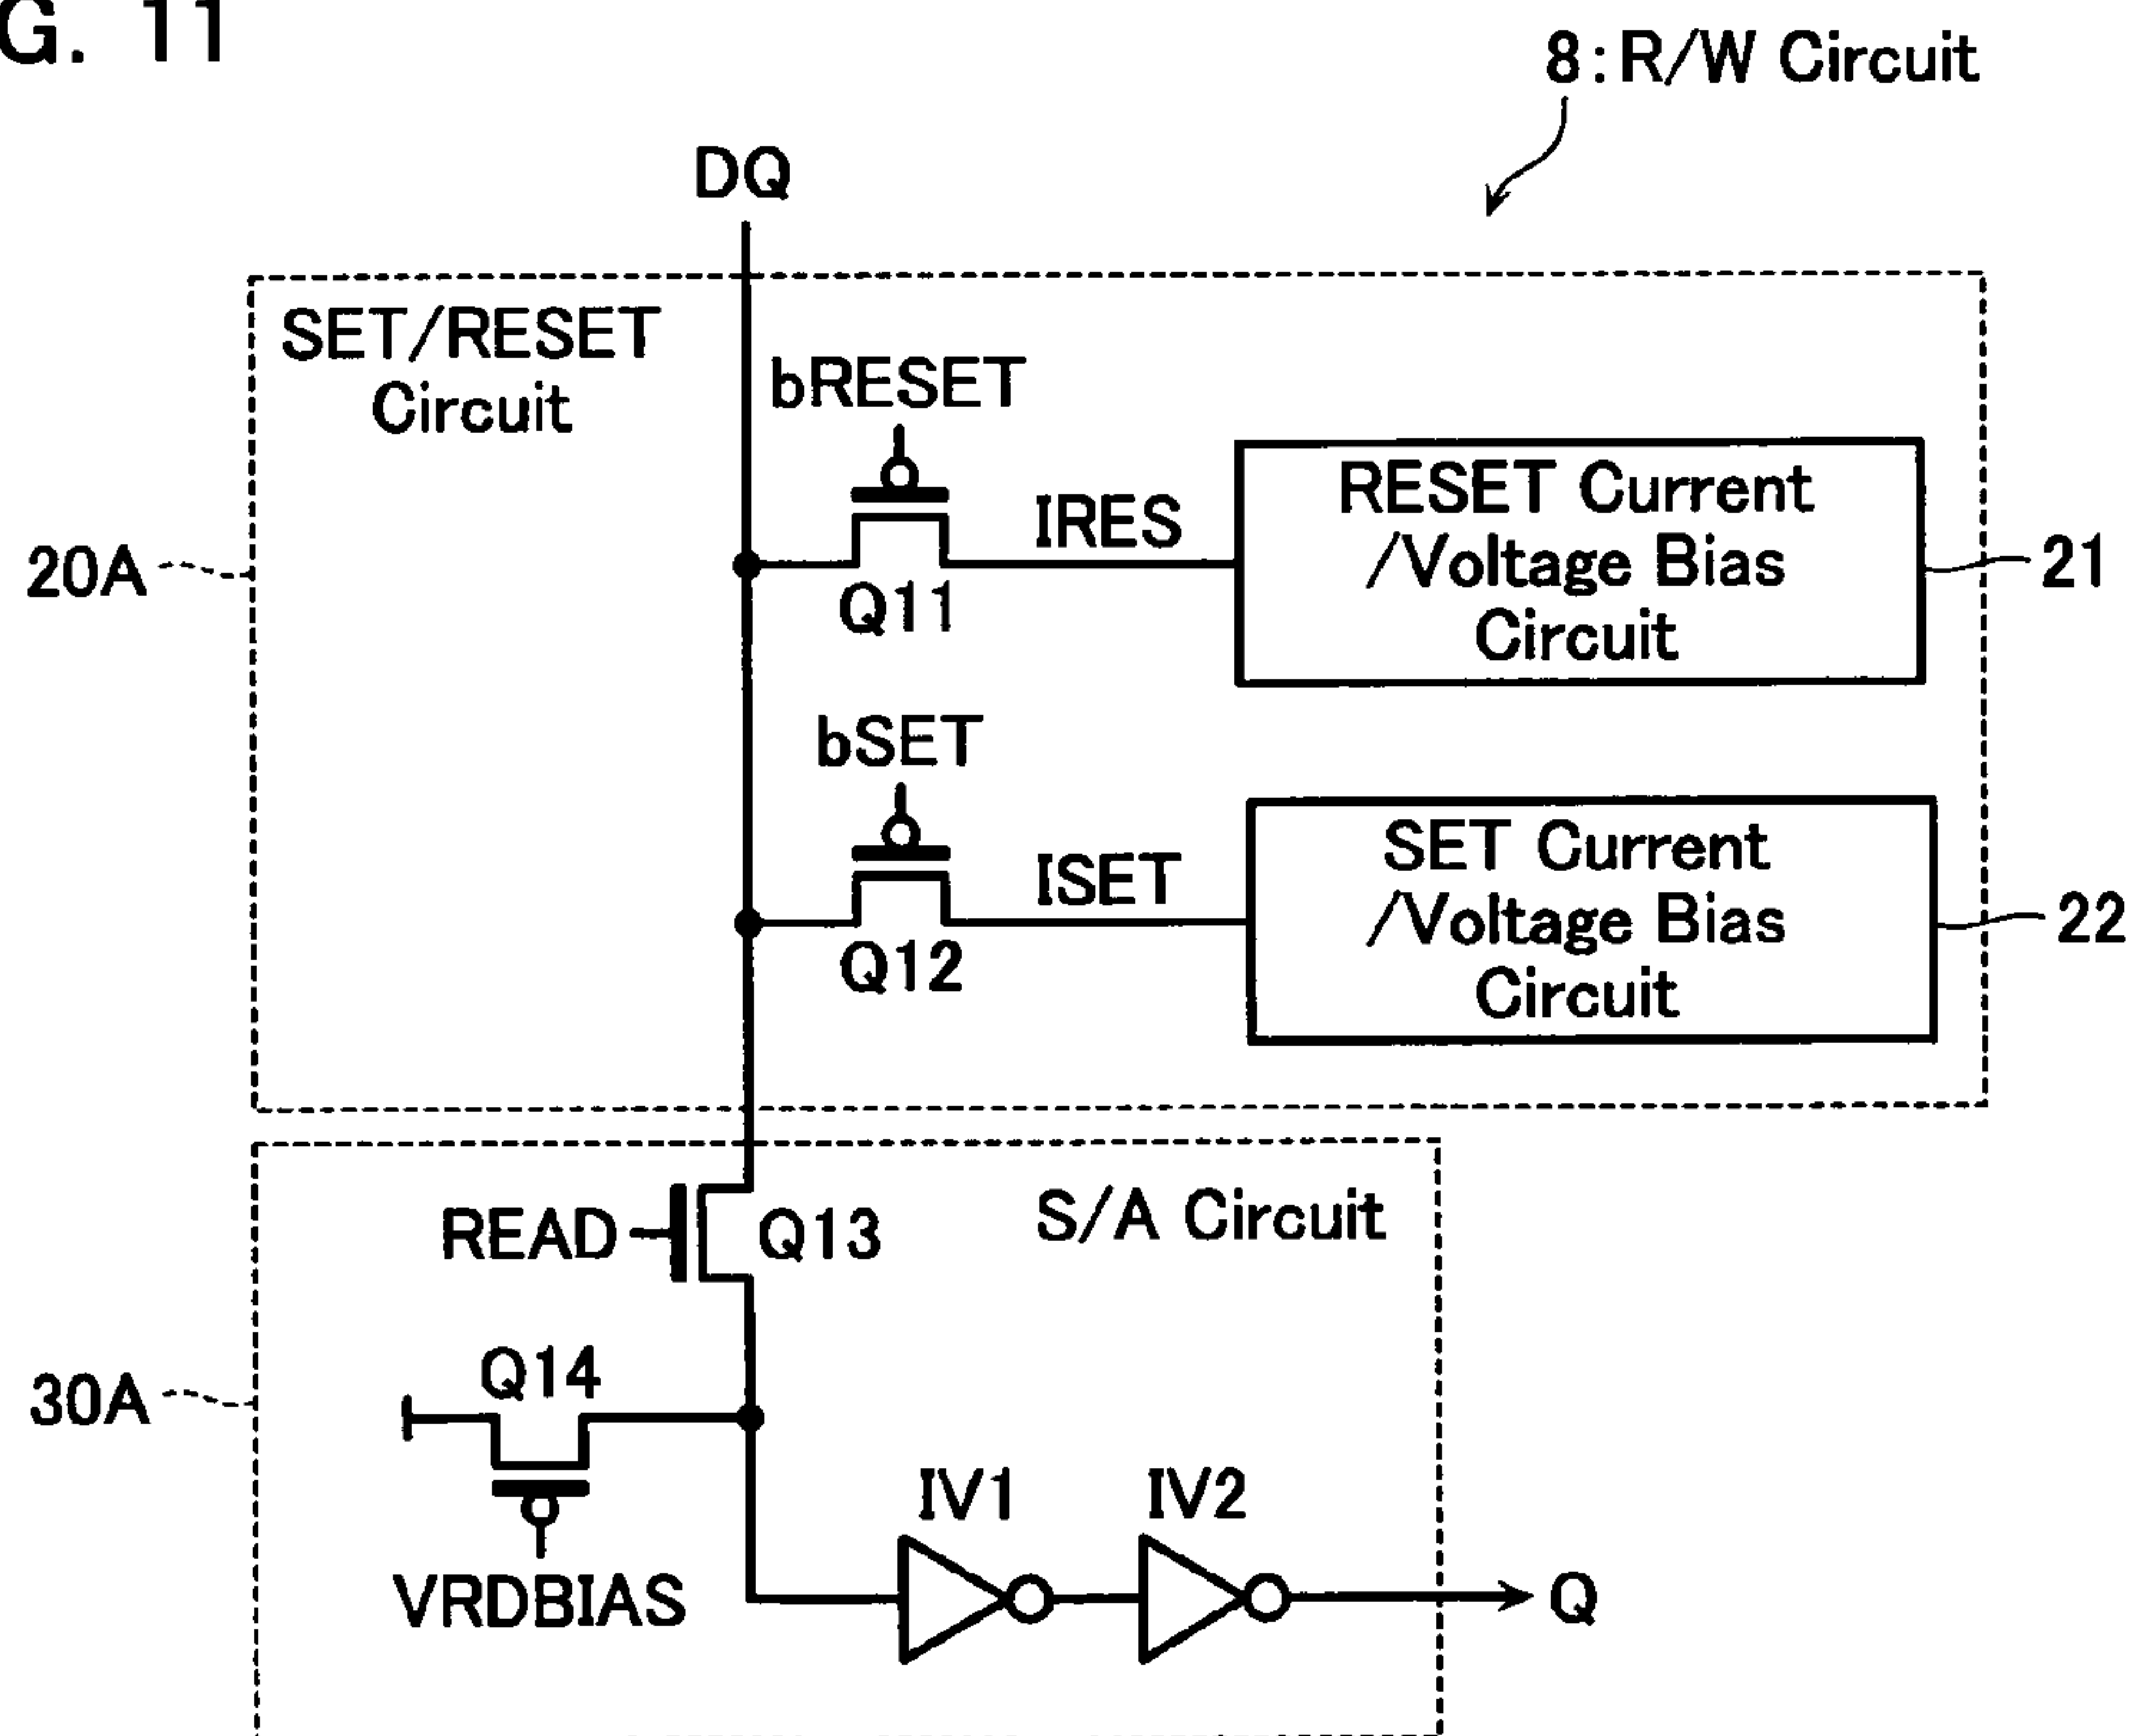 G. 11
8:R/W Circuit
DQ
SET/RESET
Circuit
bRESET
IRES
Q11
RESET Current
/Voltage Bias
Circuit
21
20A
bSET
ISET
Q12
SET Current
/Voltage Bias
Circuit
22
READ
Q13
S/A Circuit
Q14
30A
VRDBIAS
IV1
IV2
Q